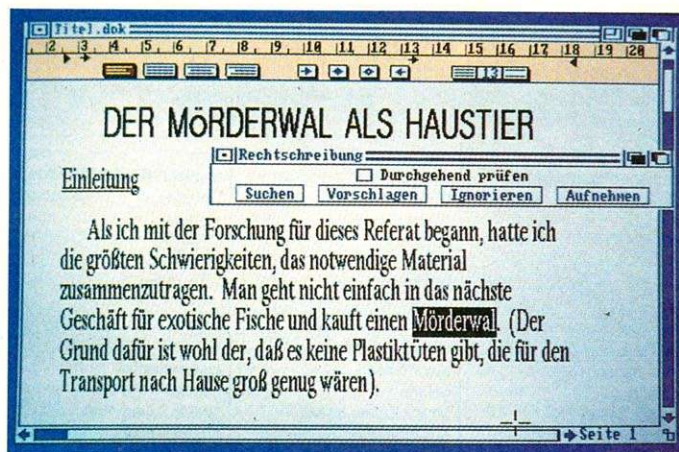 Titel.dok
2 3 4 5 6 7 8 9 10 11 12 13 14 15 16 17 18 19 20
13
DER MöRDERWAL ALS HAUSTIER
Rechtschreibung
Durchgehend prüfen
Suchen Vorschlagen Ignorieren Aufnehmen
Einleitung
Als ich mit der Forschung für dieses Referat begann, hatte ich
die größten Schwierigkeiten, das notwendige Material
zusammenzutragen. Man geht nicht einfach in das nächste
Geschäft für exotische Fische und kauft einen Mörderwal. (Der
Grund dafür ist wohl der, daß es keine Plastiktüten gibt, die für den
Transport nach Hause groß genug wären).
Seite 1